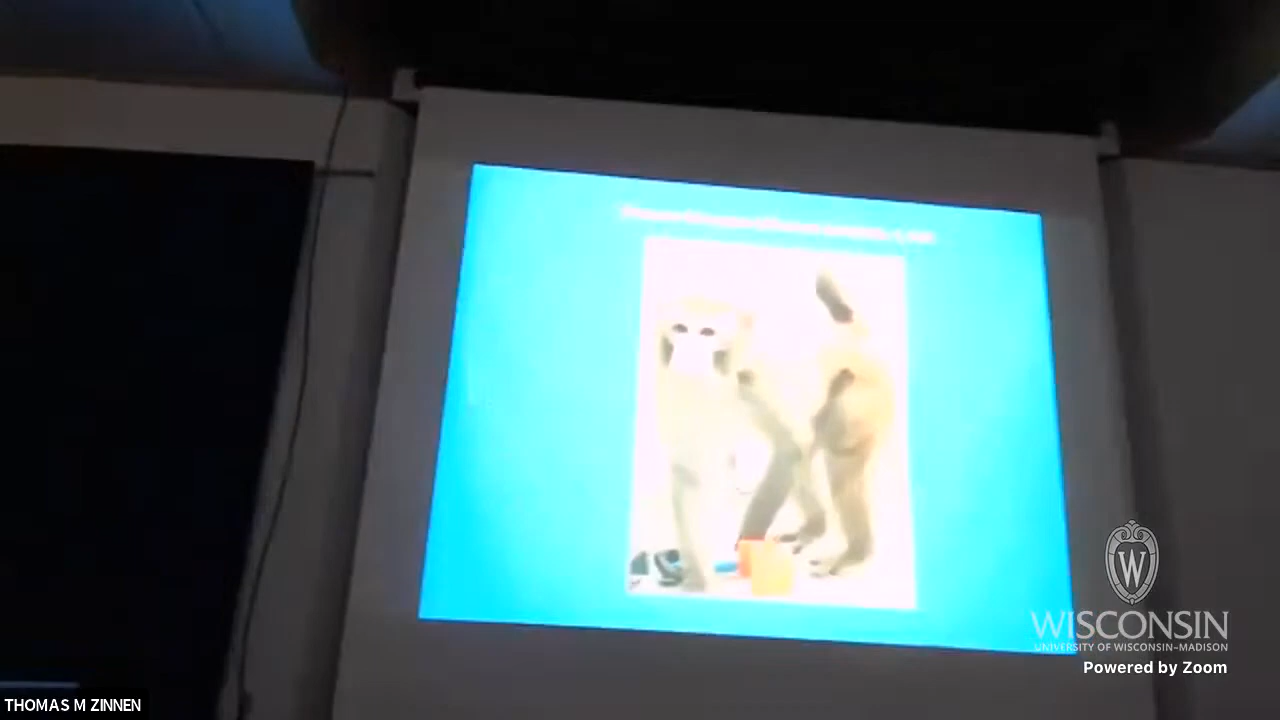 W
WISCONSIN
UNIVERSITY OF WISCONSIN–MADISON
Powered by Zoom
THOMAS M ZINNEN